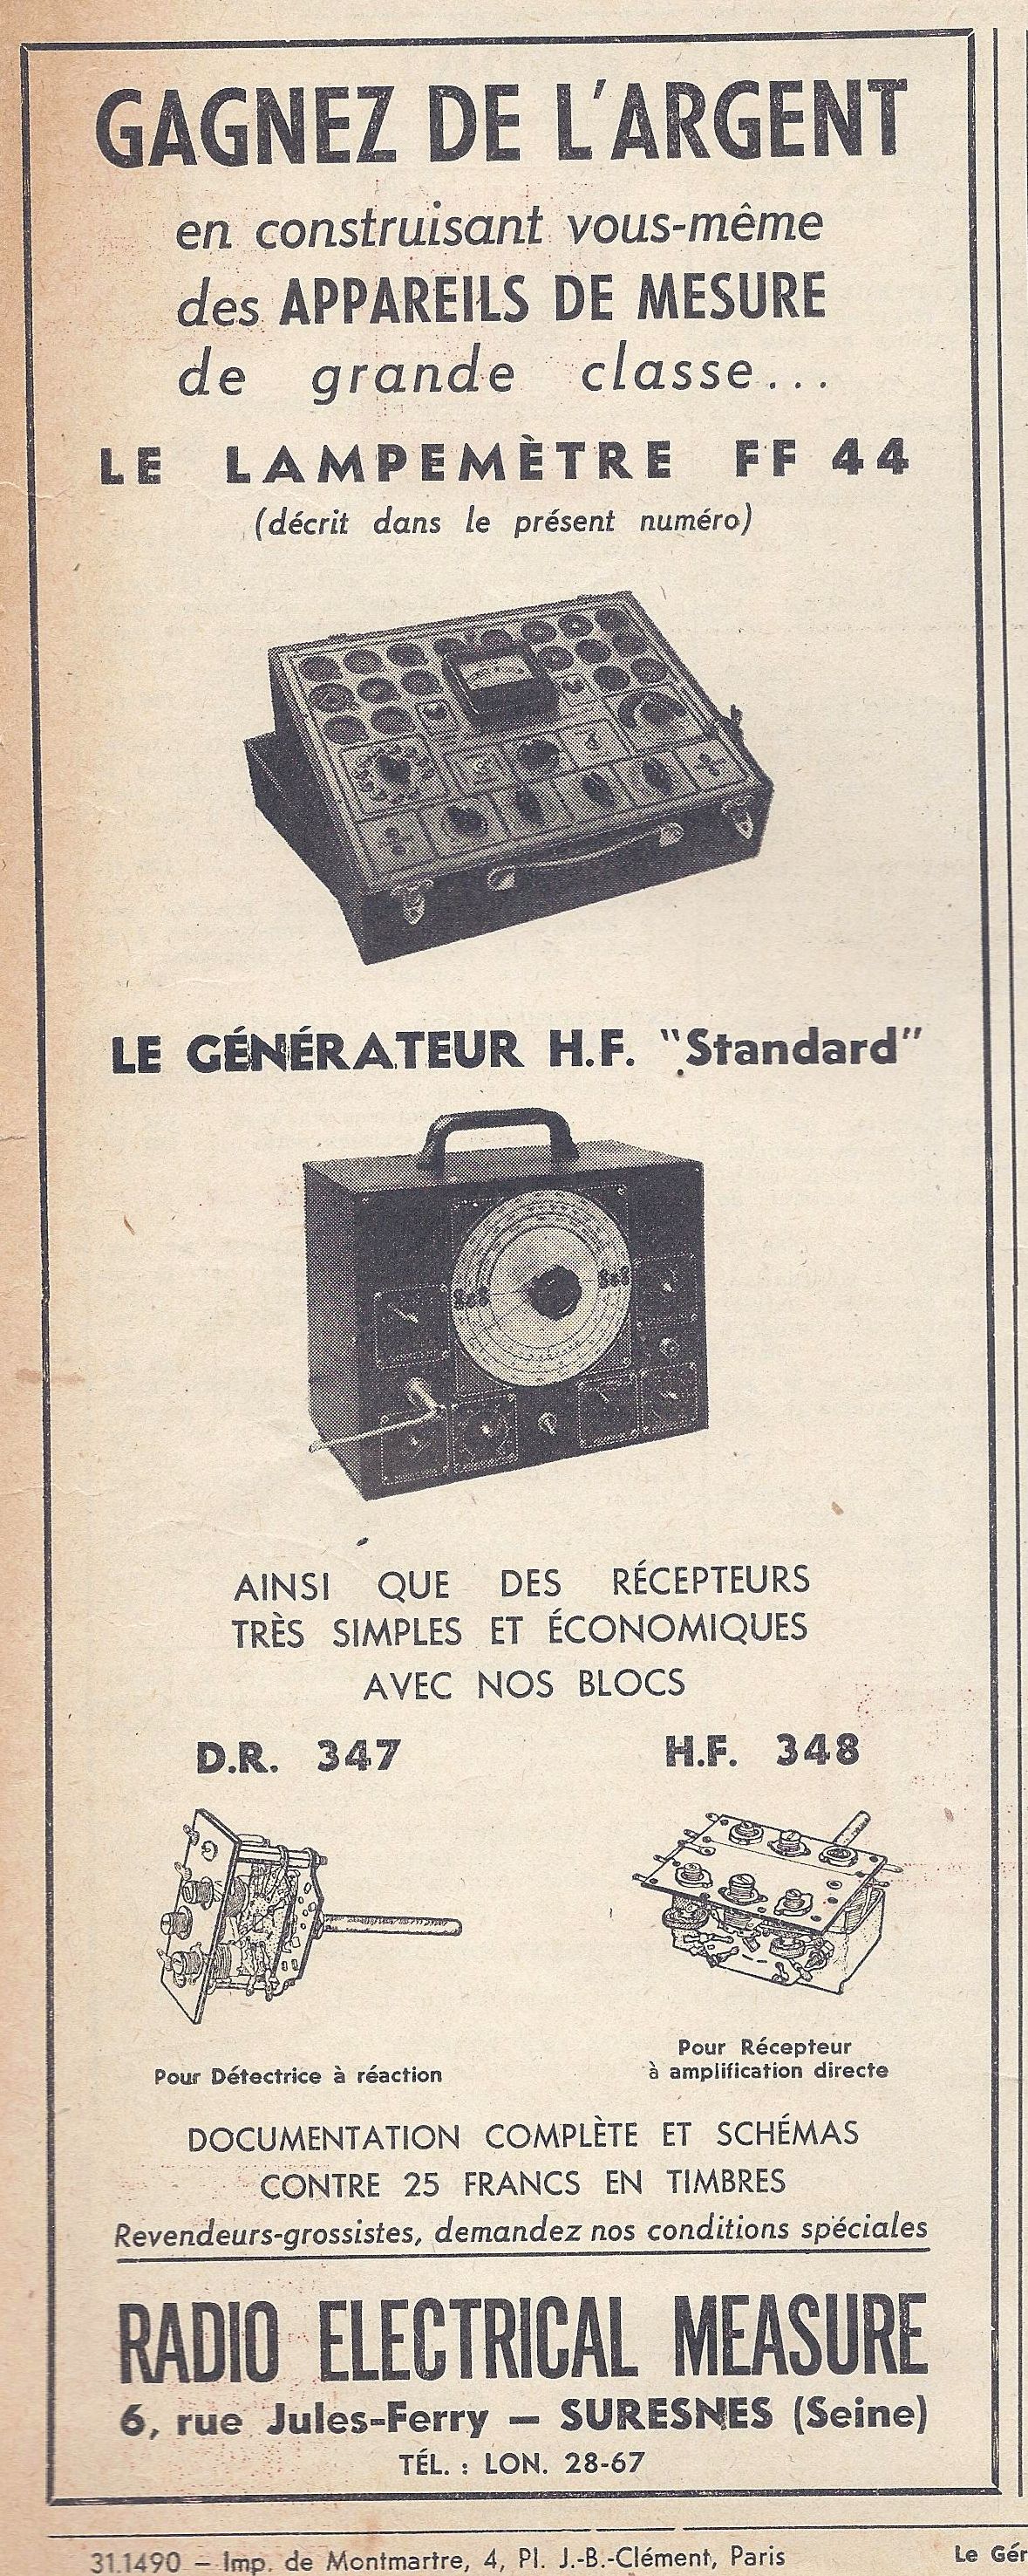 GAGNEZ DE L'ARGENT
en construisant vous-même
des APPAREILS DE MESURE
de grande classe...
LE LAMPEMÈTRE FF 44
(décrit dans le présent numéro)
LE GÉNÉRATEUR H.F. "Standard"
AINSI QUE DES RÉCEPTEURS
TRÈS SIMPLES ET ÉCONOMIQUES
AVEC NOS BLOCS
D.R. 347
H.F. 348
Pour Détectrice à réaction
Pour Récepteur
à amplification directe
DOCUMENTATION COMPLÈTE ET SCHÉMAS
CONTRE 25 FRANCS EN TIMBRES
Revendeurs-grossistes, demandez nos conditions spéciales
RADIO ELECTRICAL MEASURE
6, rue Jules-Ferry — SURESNES (Seine)
TÉL. : LON. 28-67
31.1490 — Imp. de Montmartre, 4, Pl. J.-B.-Clément, Paris
Le Gér